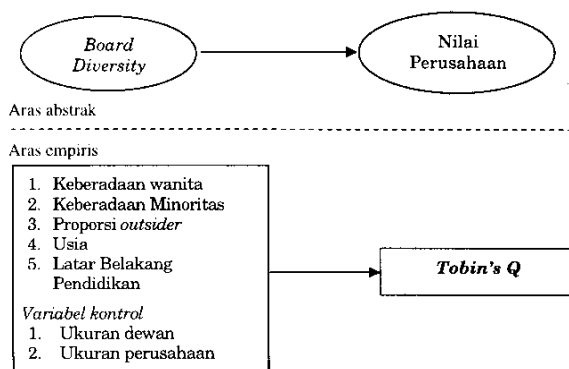 Board
Diversity
Nilai
Perusahaan
Aras abstrak
Aras empiris
1. Keberadaan wanita
2. Keberadaan Minoritas
3. Proporsi outsider
4. Usia
5. Latar Belakang
Pendidikan
Variabel kontrol
1. Ukuran dewan
2. Ukuran perusahaan
Tobin's Q